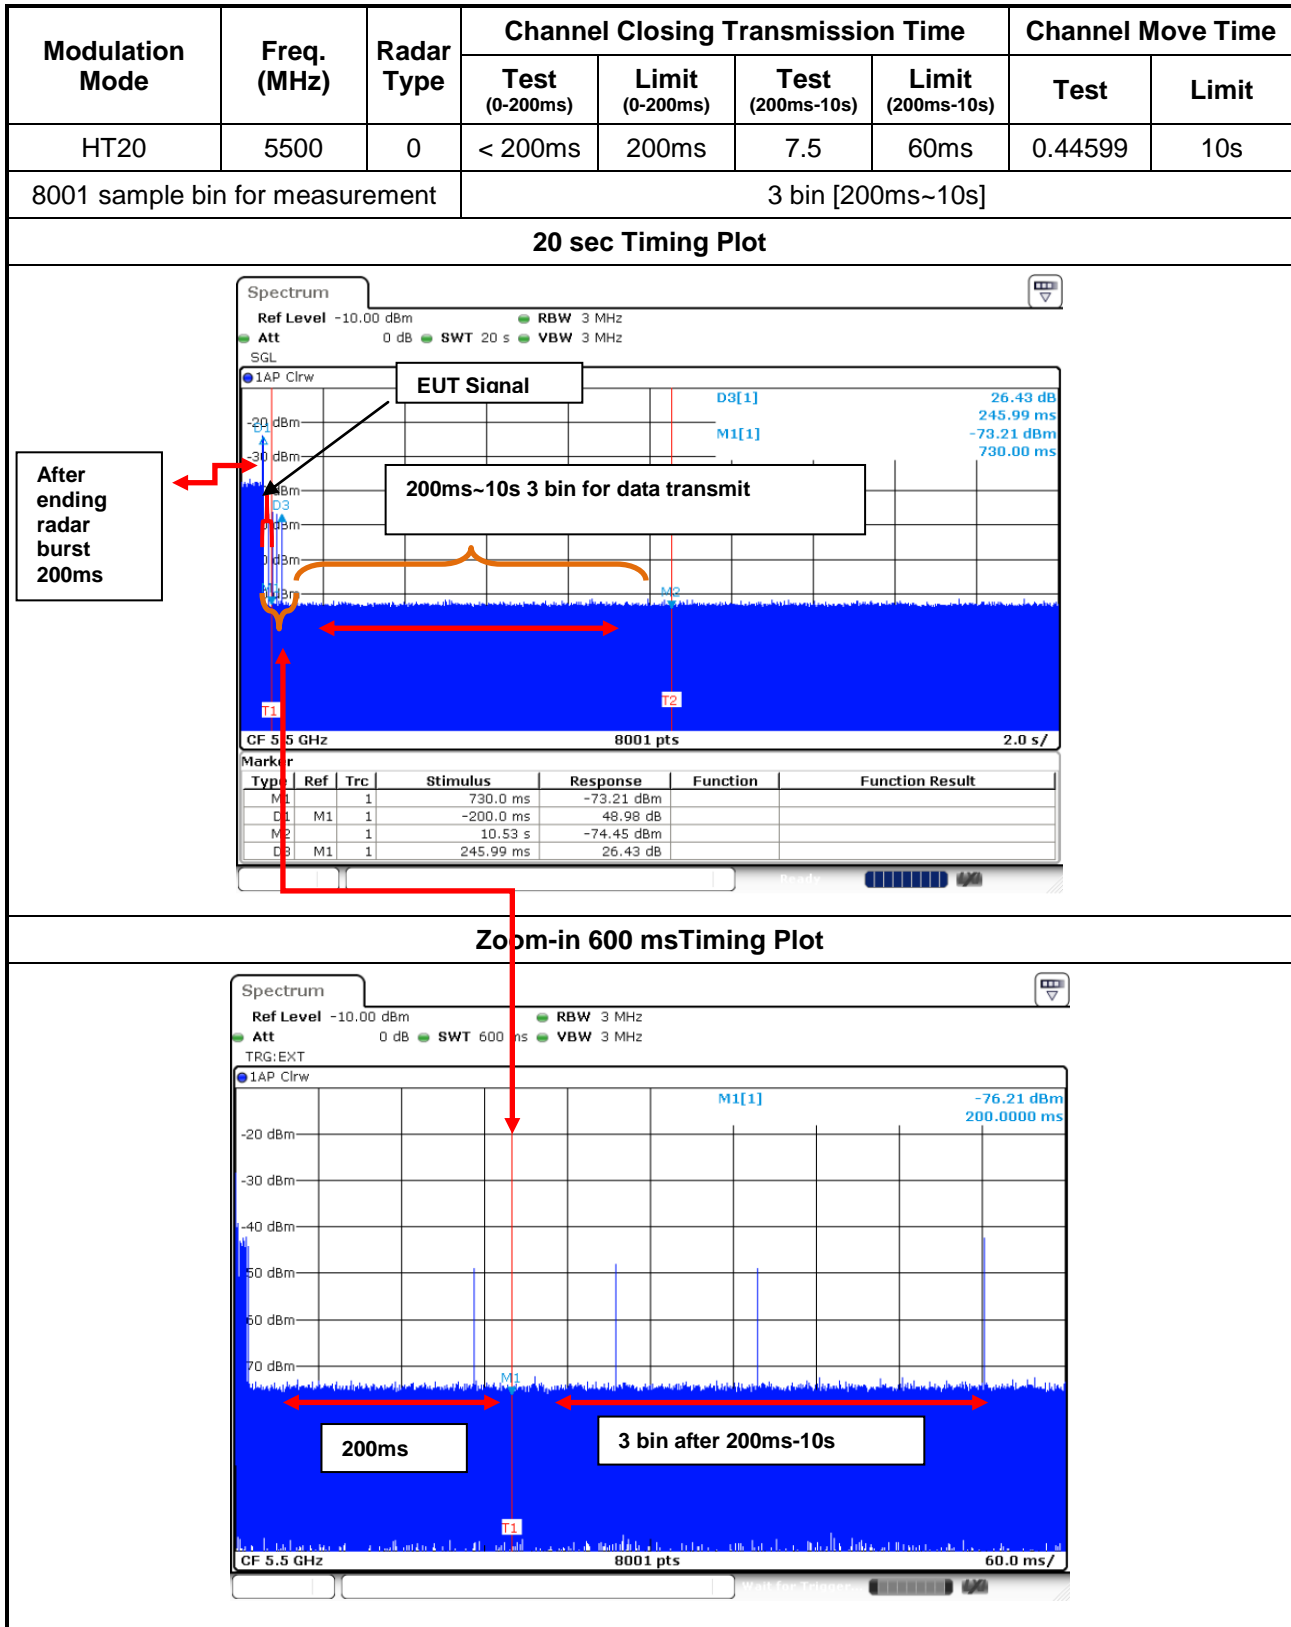 Modulation Mode
Freq. (MHz)
Radar Type
Channel Closing Transmission Time
Channel Move Time
Test (0-200ms)
Limit (0-200ms)
Test (200ms-10s)
Limit (200ms-10s)
Test
Limit
HT20 5500 0 < 200ms 200ms 7.5 60ms 0.44599 10s
8001 sample bin for measurement 3 bin [200ms~10s]
20 sec Timing Plot
Spectrum
Ref Level -10.00 dBm RBW 3 MHz
Att 0 dB SWT 20 s VBW 3 MHz
SGL
1AP Clrw
EUT Signal
D3[1] 26.43 dB
245.99 ms
M1[1] -73.21 dBm
730.00 ms
-20 dBm
D1
-30 dBm
After
ending
radar
burst
200ms
200ms~10s 3 bin for data transmit
D3
M2
T1
T2
CF 5.5 GHz 8001 pts 2.0 s/
Marker
Type Ref Trc Stimulus Response Function Function Result
M1 1 730.0 ms -73.21 dBm
D1 M1 1 -200.0 ms 48.98 dB
M2 1 10.53 s -74.45 dBm
D3 M1 1 245.99 ms 26.43 dB
Ready
Zoom-in 600 msTiming Plot
Spectrum
Ref Level -10.00 dBm RBW 3 MHz
Att 0 dB SWT 600 ms VBW 3 MHz
TRG:EXT
1AP Clrw
M1[1] -76.21 dBm
200.0000 ms
-20 dBm
-30 dBm
-40 dBm
50 dBm
60 dBm
70 dBm
M1
200ms
3 bin after 200ms-10s
T1
CF 5.5 GHz 8001 pts 60.0 ms/
Wait for Trigger